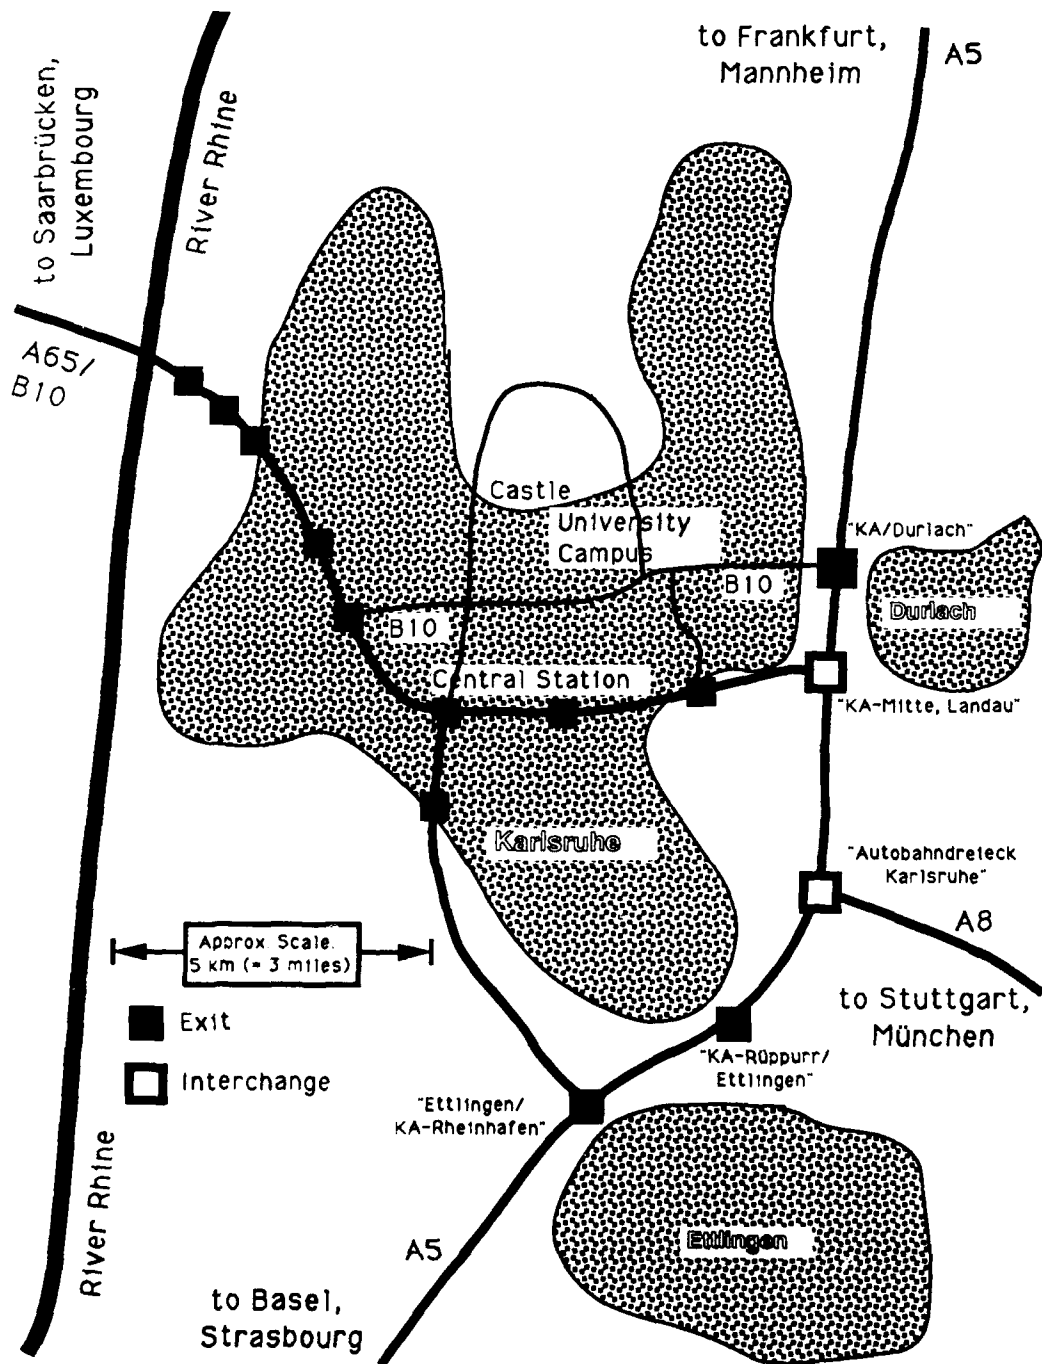 to Frankfurt,
Mannheim
A5
to Saarbrücken,
Luxembourg
River Rhine
A65/
B10
Castle
University
Campus
"KA/Durlach"
B10
Durlach
B10
Central Station
"KA-Mitte, Landau"
Karlsruhe
"Autobahndreieck
Karlsruhe"
A8
Approx. Scale.
5 km (= 3 miles)
to Stuttgart,
München
Exit
Interchange
"KA-Rüppurr/
Ettlingen"
"Ettlingen/
KA-Rheinhafen"
River Rhine
Ettlingen
A5
to Basel,
Strasbourg